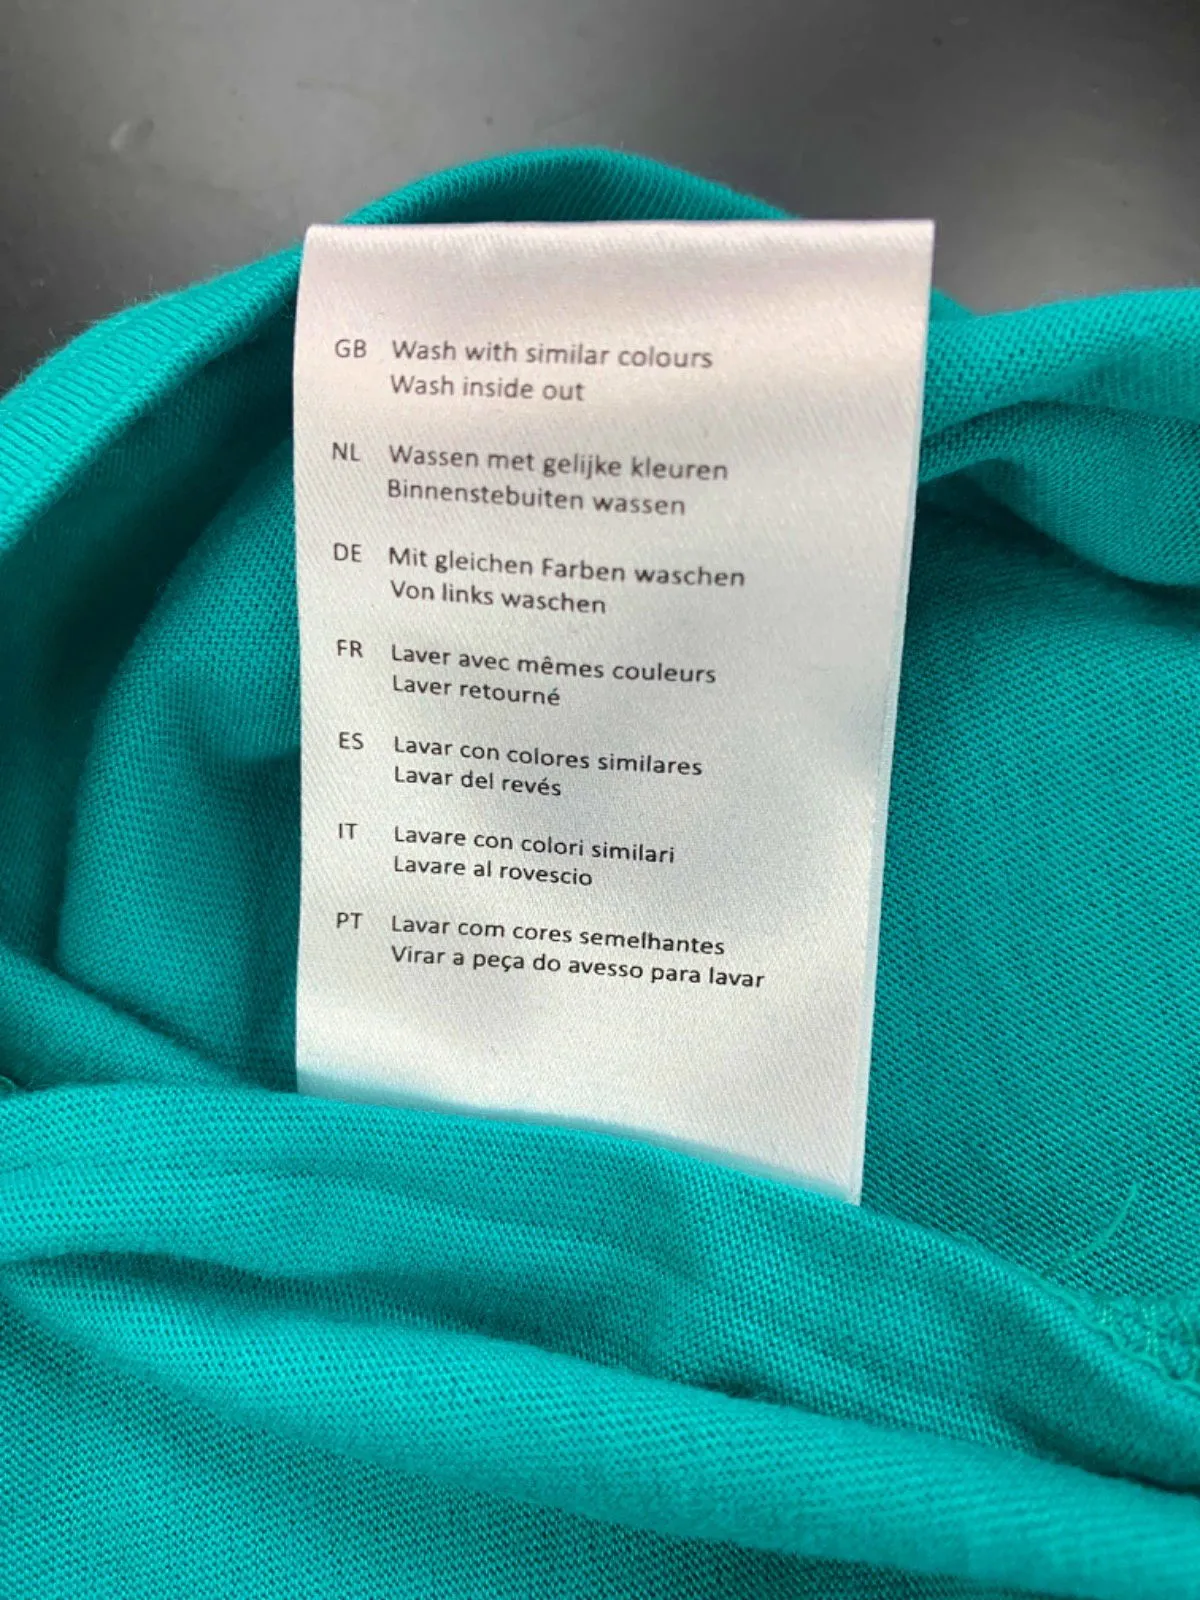 GB Wash with similar colours
Wash inside out
NL Wassen met gelijke kleuren
Binnenstebuiten wassen
DE Mit gleichen Farben waschen
Von links waschen
FR Laver avec mêmes couleurs
Laver retourné
ES Lavar con colores similares
Lavar del revés
IT Lavare con colori similari
Lavare al rovescio
PT Lavar com cores semelhantes
Virar a peça do avesso para lavar